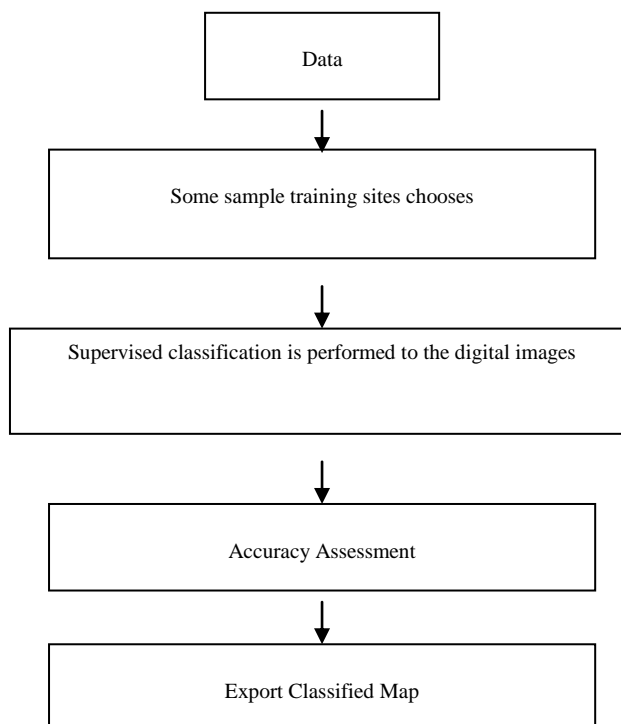 Data
Some sample training sites chooses
Supervised classification is performed to the digital images
Accuracy Assessment
Export Classified Map